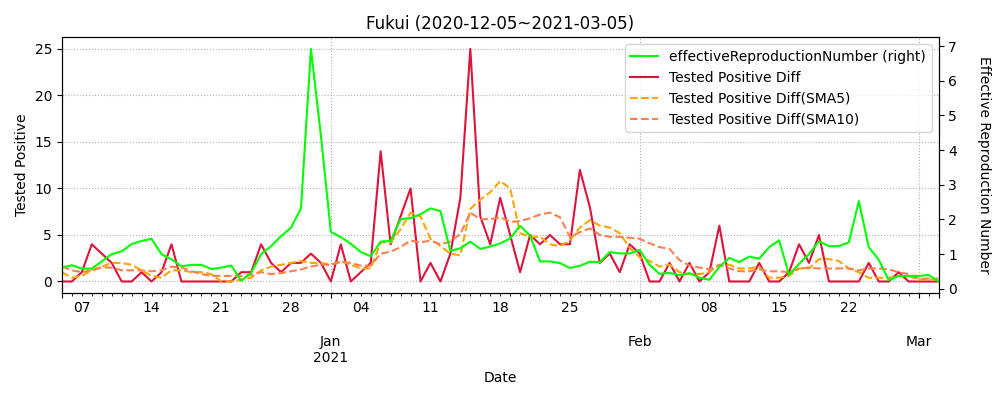 Fukui (2020-12-05~2021-03-05)
effectiveReproductionNumber (right)
Tested Positive Diff
Tested Positive Diff(SMA5)
Tested Positive Diff(SMA10)
Tested Positive
25
20
15
10
5
0
Effective Reproduction Number
7
6
5
4
3
2
1
0
07 14 21 28 04 11 18 25 08 15 22
Jan Feb Mar
2021
Date